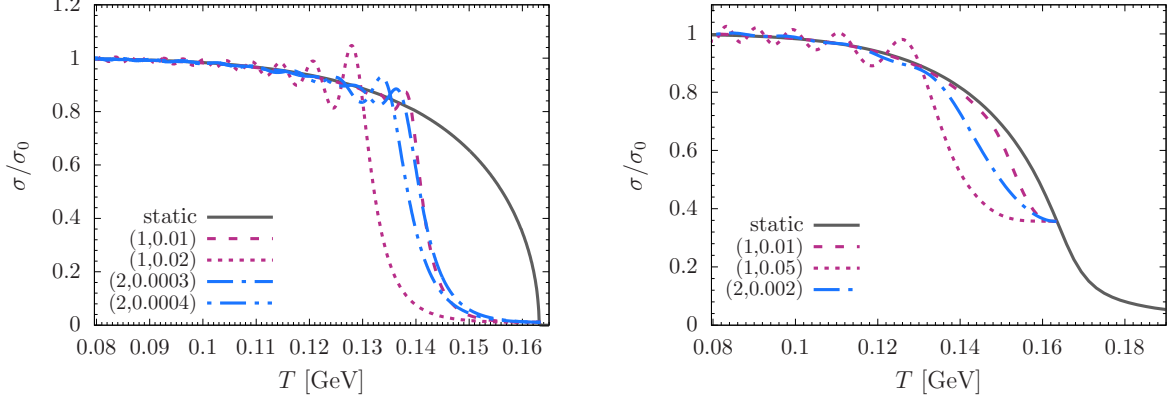 1.2
1
0.8
0.6
0.4
0.2
0
σ/σ₀
static
(1,0.01)
(1,0.02)
(2,0.0003)
(2,0.0004)
0.08 0.09 0.1 0.11 0.12 0.13 0.14 0.15 0.16
T [GeV]
1
0.8
0.6
0.4
0.2
0
σ/σ₀
static
(1,0.01)
(1,0.05)
(2,0.002)
0.08 0.1 0.12 0.14 0.16 0.18
T [GeV]